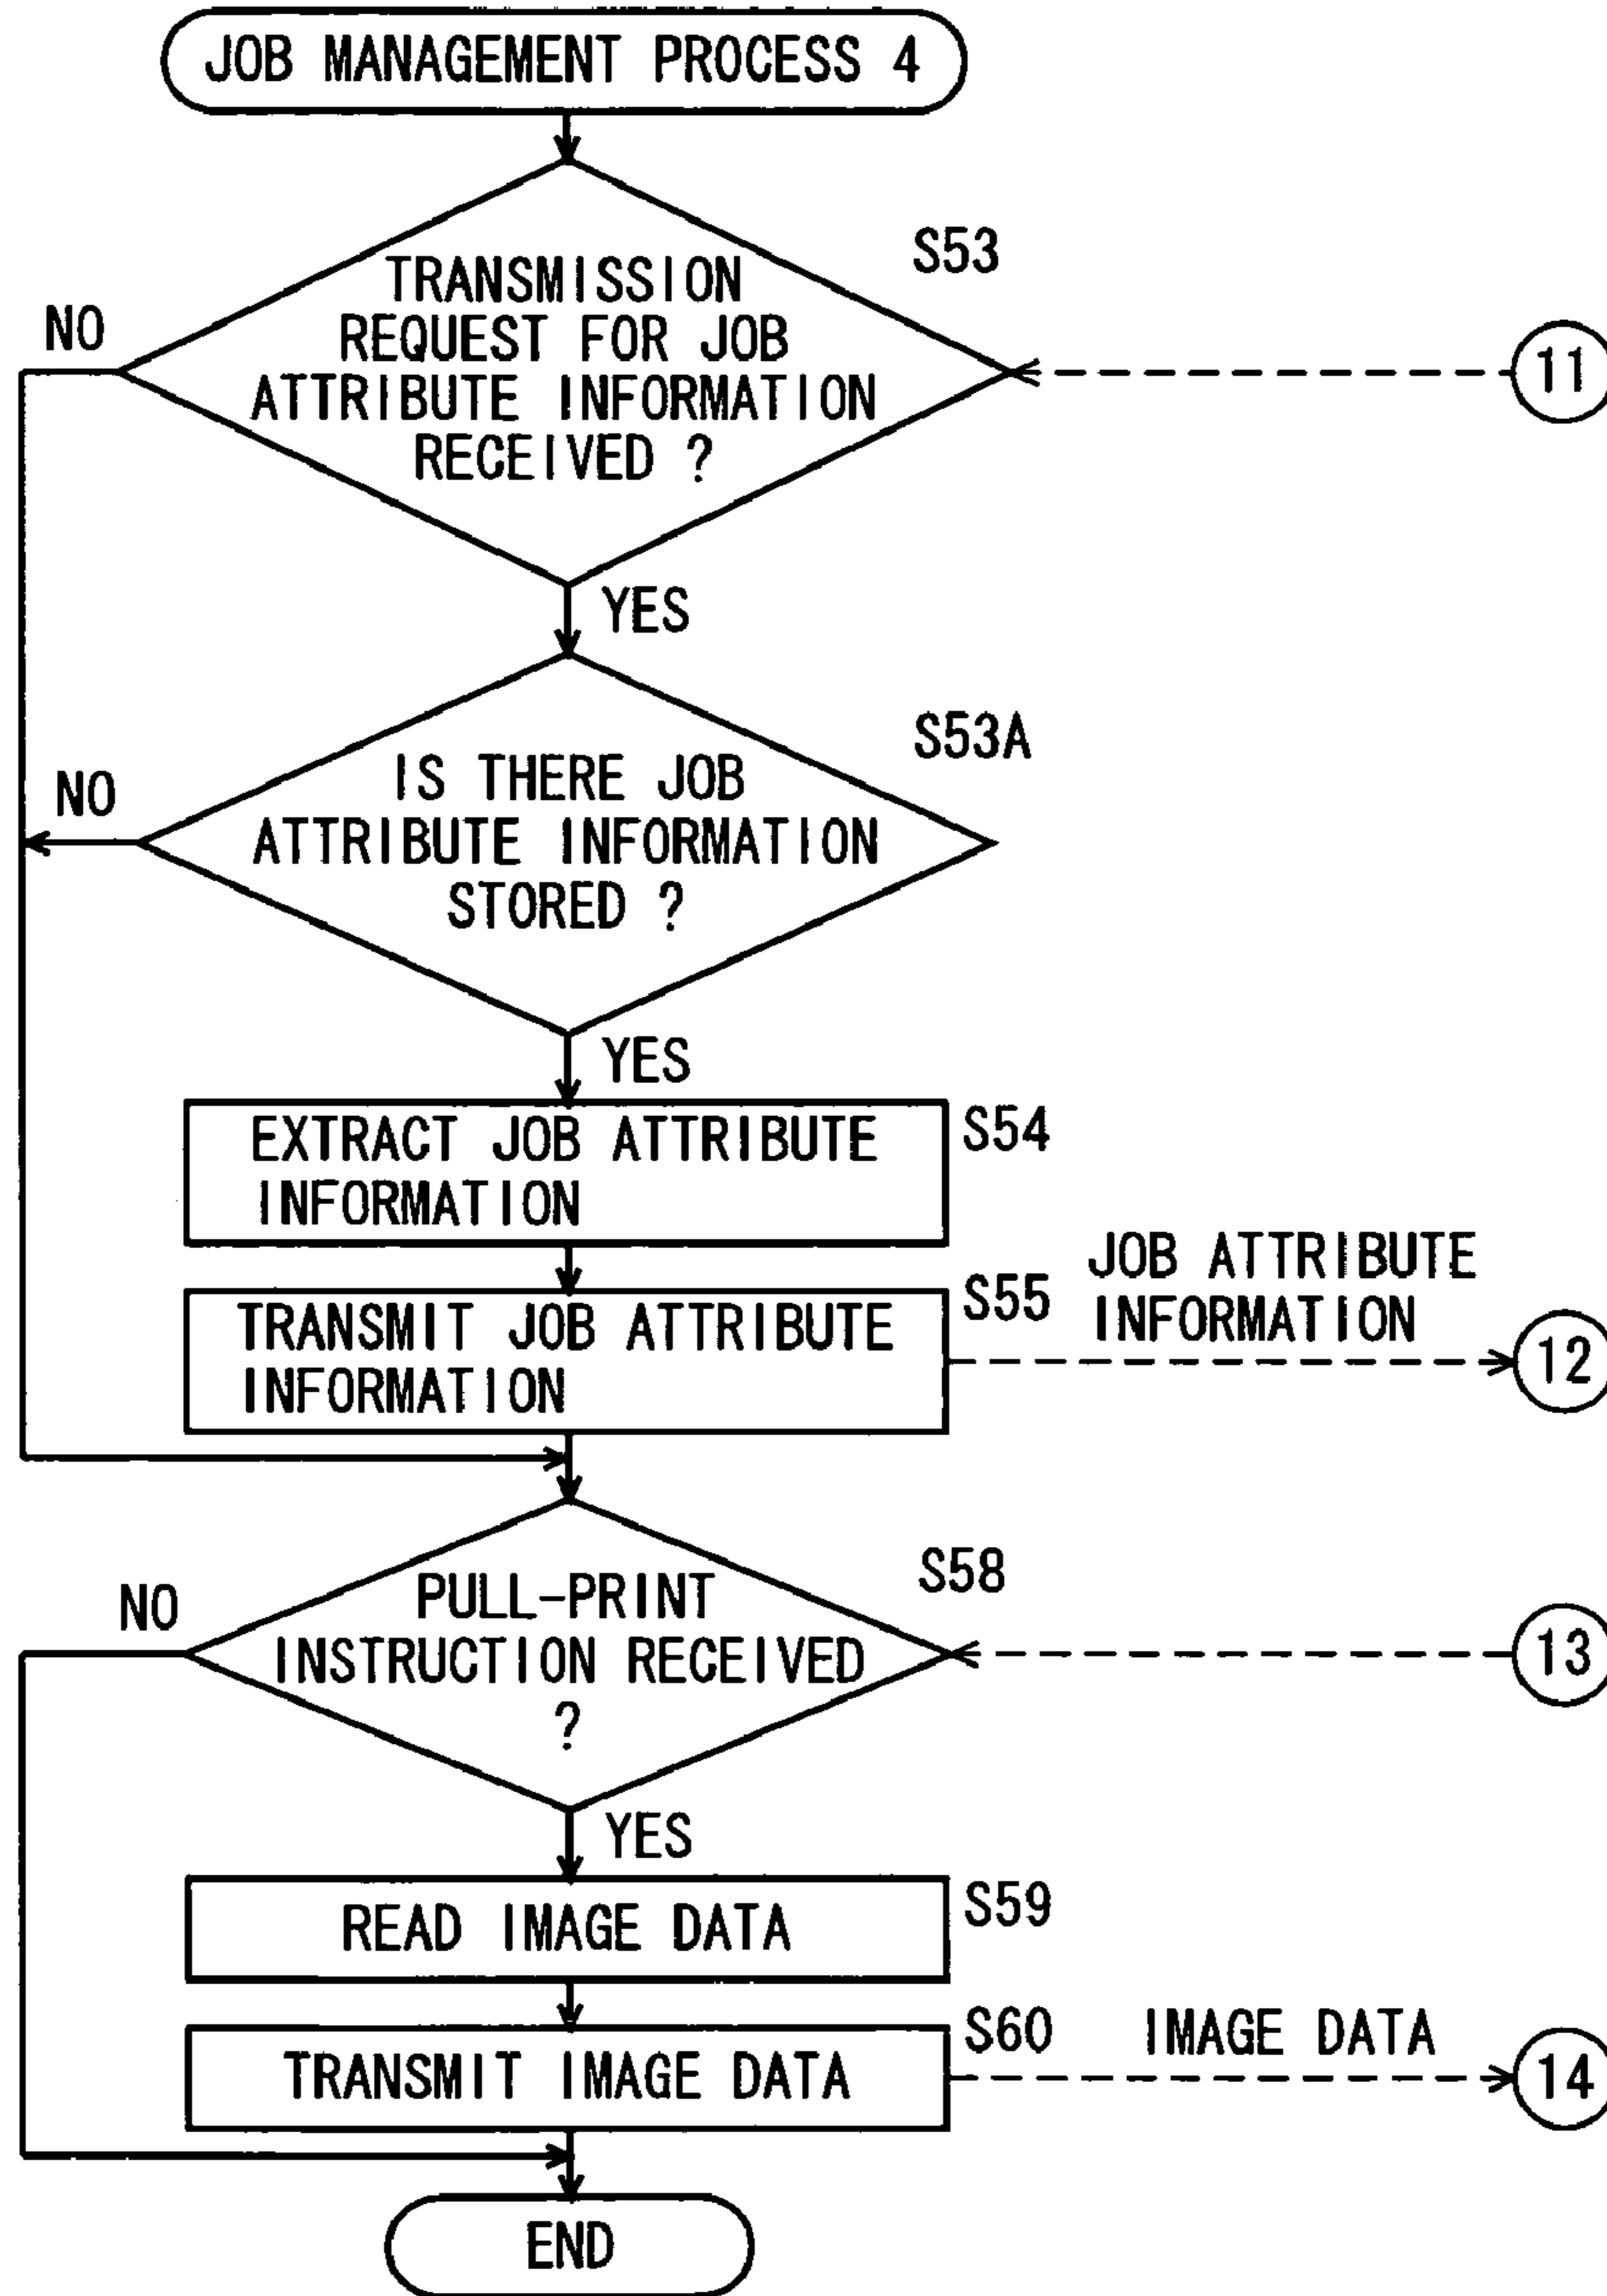 JOB MANAGEMENT PROCESS 4
S53
TRANSMISSION
REQUEST FOR JOB
ATTRIBUTE INFORMATION
RECEIVED ?
NO
11
YES
S53A
IS THERE JOB
ATTRIBUTE INFORMATION
STORED ?
NO
YES
EXTRACT JOB ATTRIBUTE
INFORMATION
S54
TRANSMIT JOB ATTRIBUTE
INFORMATION
S55
JOB ATTRIBUTE
INFORMATION
12
S58
PULL-PRINT
INSTRUCTION RECEIVED
?
NO
13
YES
READ IMAGE DATA
S59
TRANSMIT IMAGE DATA
S60
IMAGE DATA
14
END